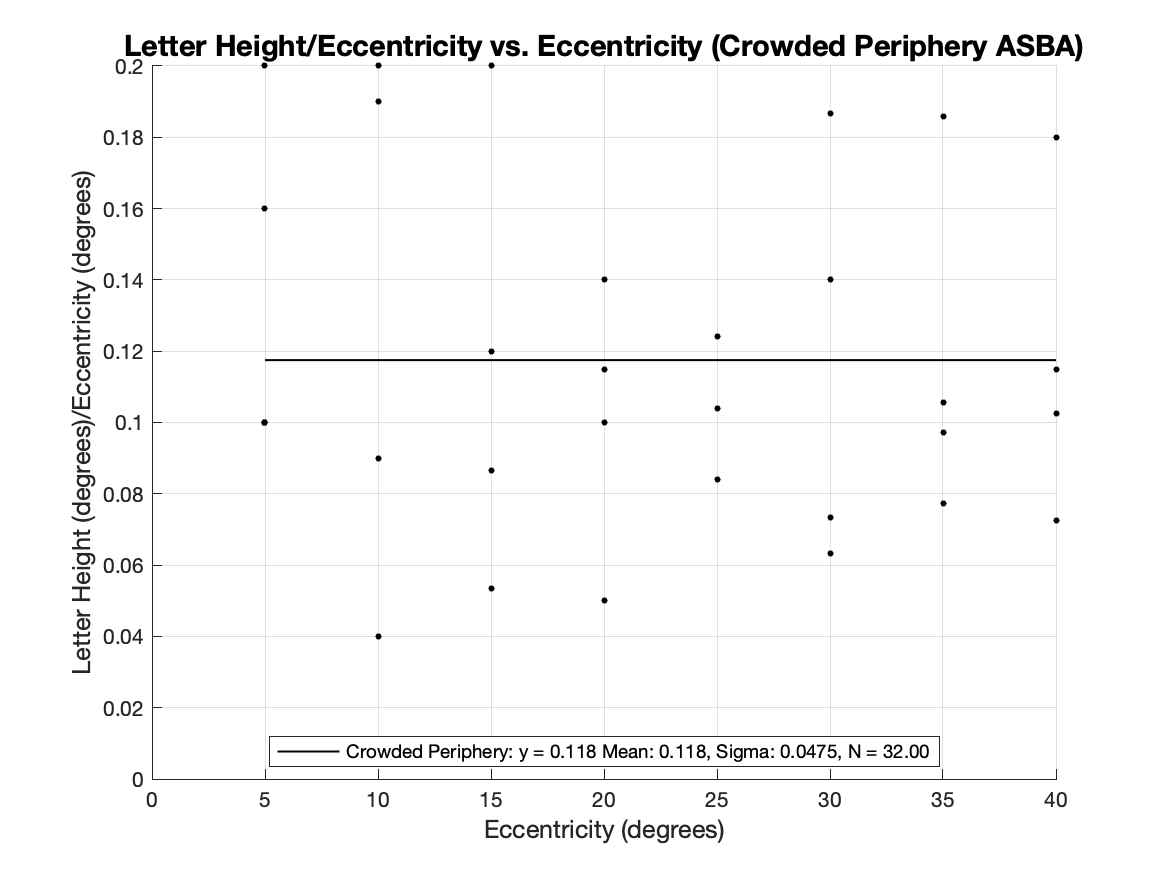 Letter Height/Eccentricity vs. Eccentricity (Crowded Periphery ASBA)
Letter Height (degrees)/Eccentricity (degrees)
0.2
0.18
0.16
0.14
0.12
0.1
0.08
0.06
0.04
0.02
0
Crowded Periphery: y = 0.118 Mean: 0.118, Sigma: 0.0475, N = 32.00
0 5 10 15 20 25 30 35 40
Eccentricity (degrees)